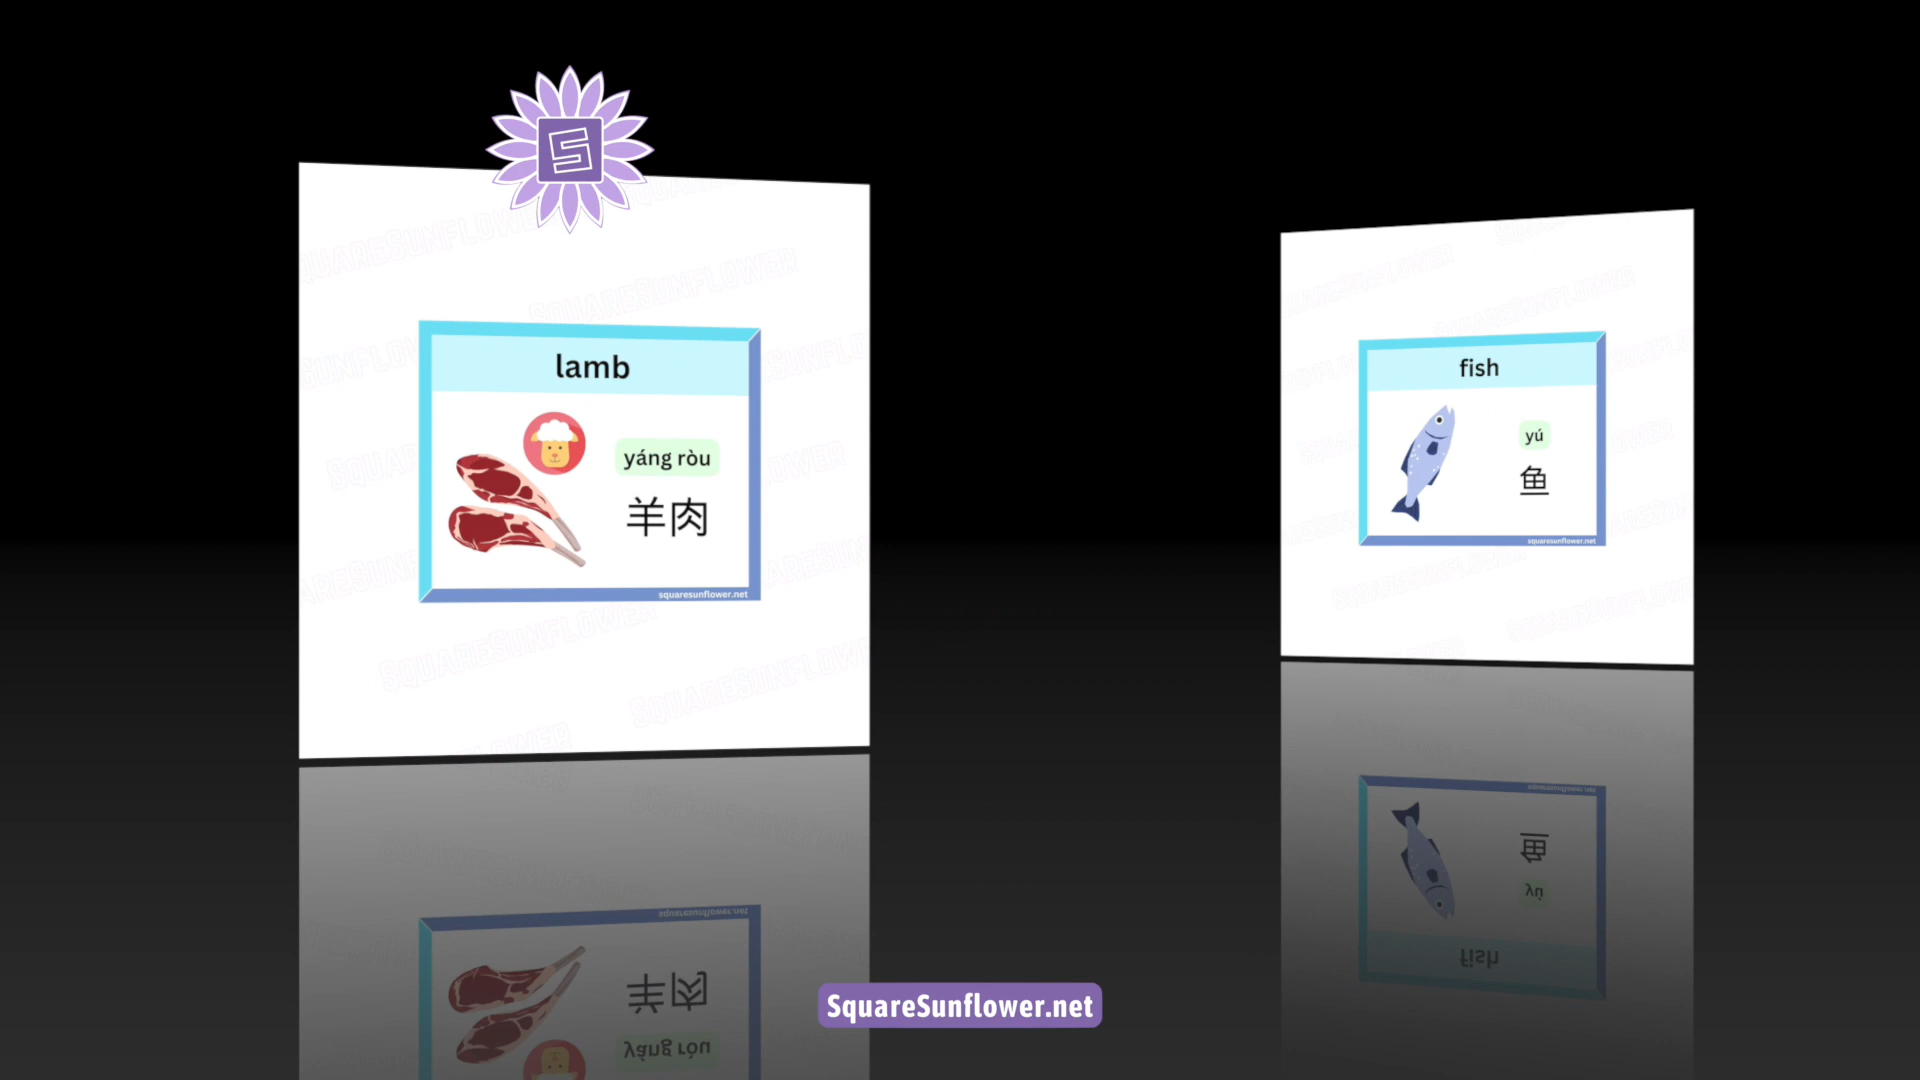 S
lamb
yáng ròu
羊肉
squaresunflower.net
fish
yú
鱼
squaresunflower.net
SquareSunflower.net